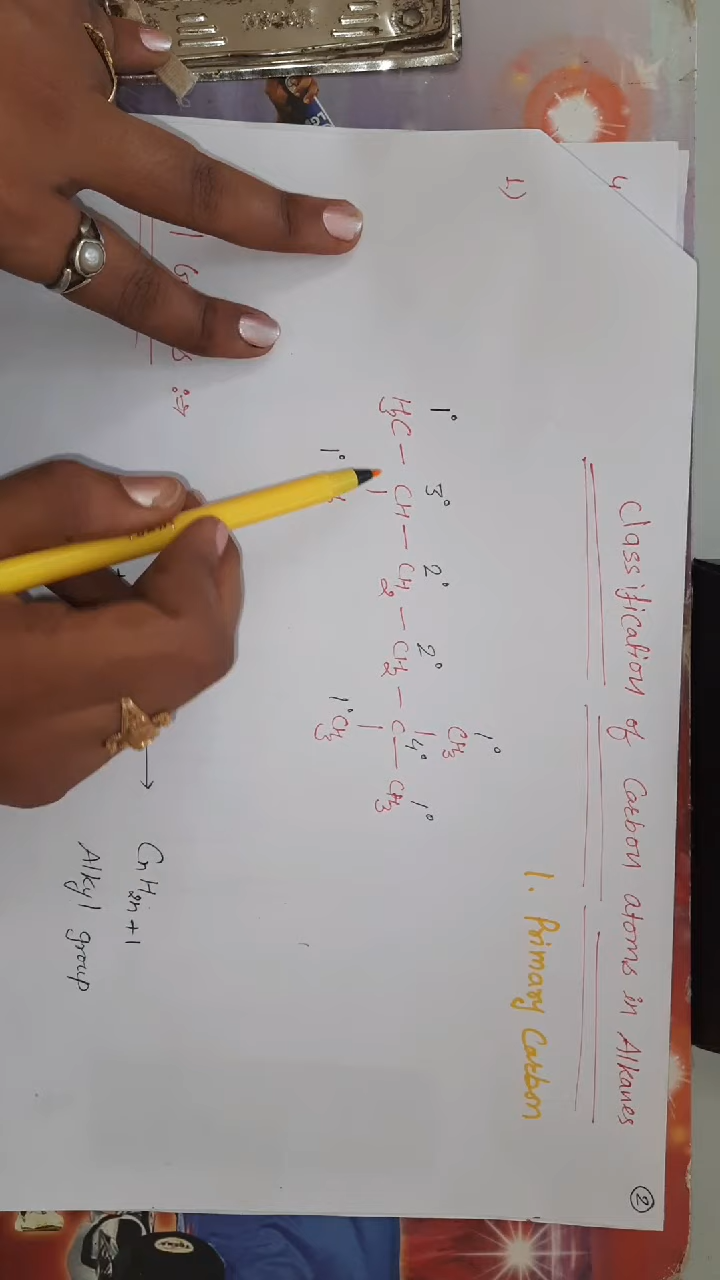 4
②
Classification of Carbon atoms in Alkanes
1)
1. Primary Carbon
1°
CH3
1° 3° 2° 2° 4° 1°
H3C - CH - CH2 - CH2 - C - CH3
1°
1° CH3
:⇒
→ CnH2n+1
Alkyl group